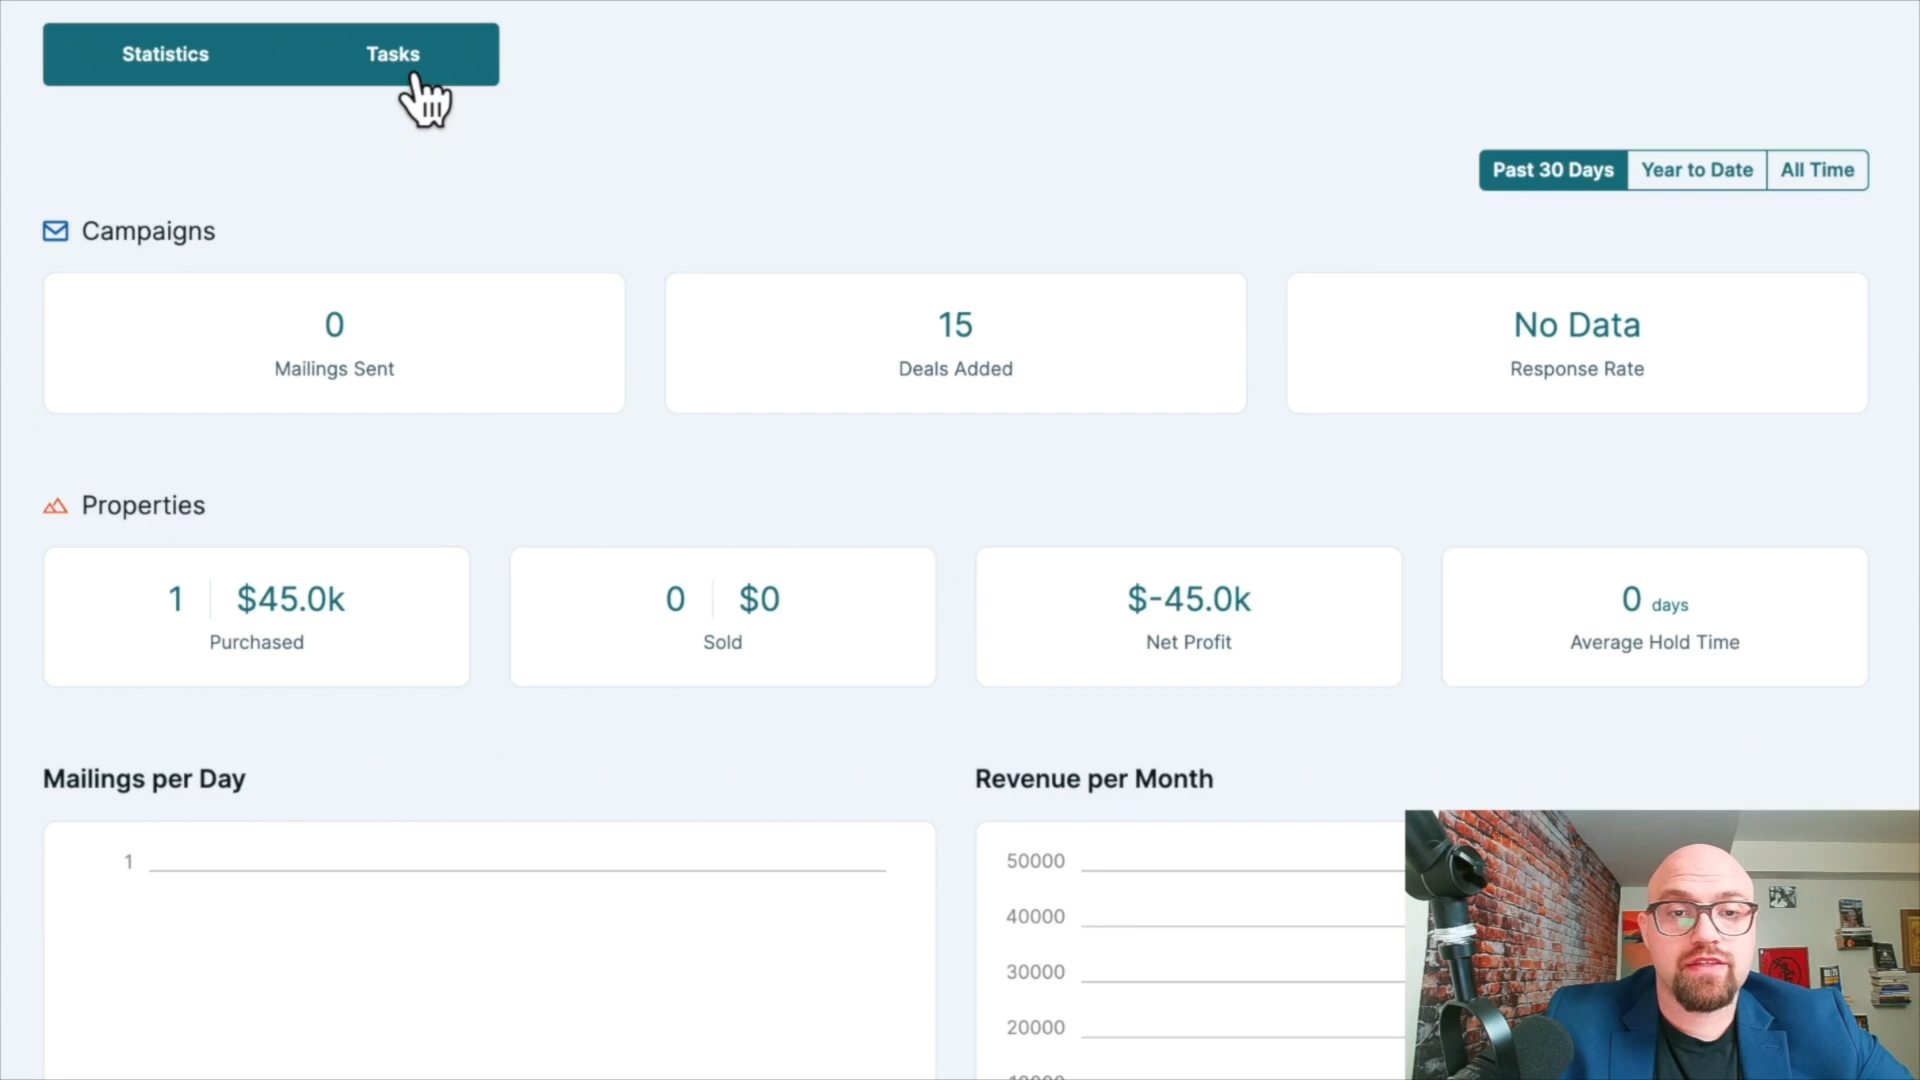 Statistics
Tasks
Past 30 Days
Year to Date
All Time
Campaigns
0
Mailings Sent
15
Deals Added
No Data
Response Rate
Properties
1
$45.0k
Purchased
0
$0
Sold
$-45.0k
Net Profit
0 days
Average Hold Time
Mailings per Day
Revenue per Month
1
50000
40000
30000
20000